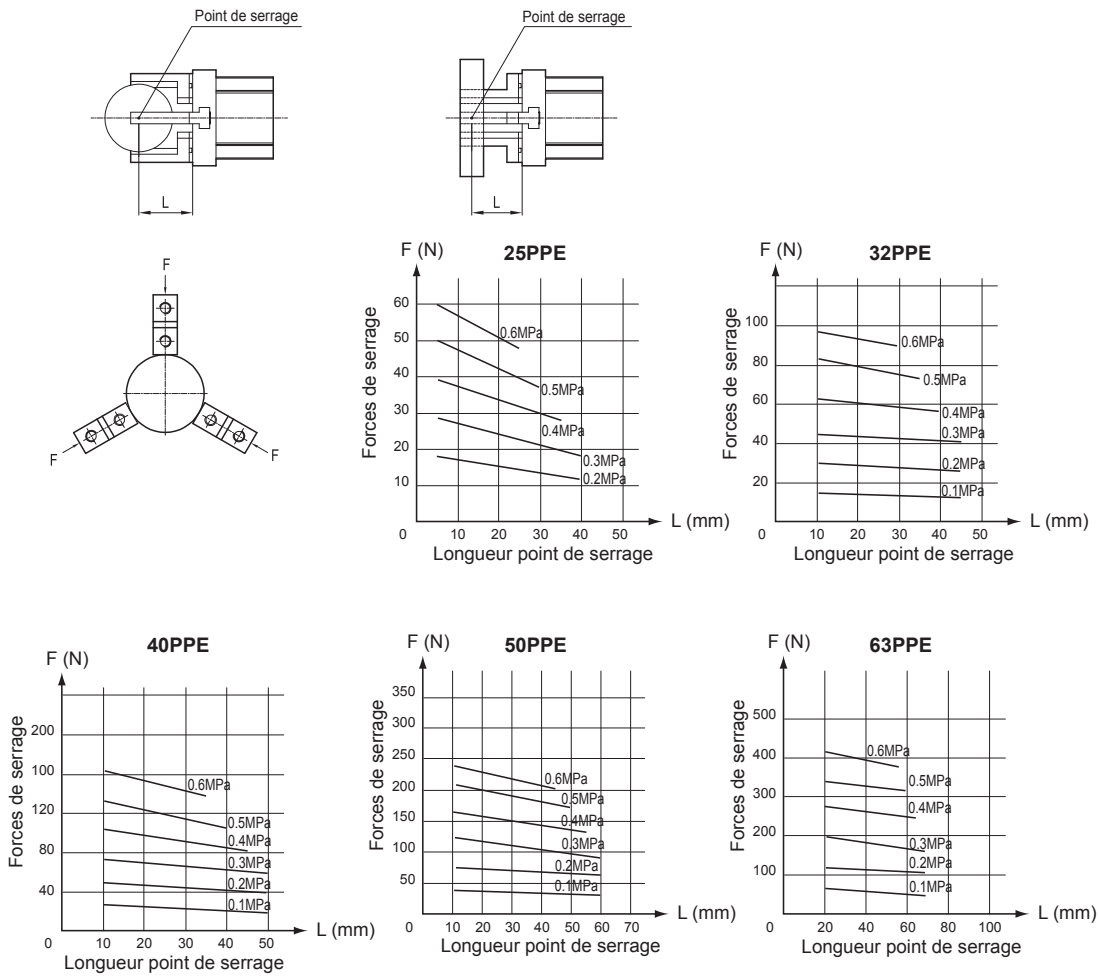 Point de serrage
Point de serrage
L
L
F
F
F
25PPE
F (N)
Forces de serrage
60
50
40
30
20
10
0
0.6MPa
0.5MPa
0.4MPa
0.3MPa
0.2MPa
10 20 30 40 50
L (mm)
Longueur point de serrage
32PPE
F (N)
Forces de serrage
100
80
60
40
20
0
0.6MPa
0.5MPa
0.4MPa
0.3MPa
0.2MPa
0.1MPa
10 20 30 40 50
L (mm)
Longueur point de serrage
40PPE
F (N)
Forces de serrage
200
100
120
80
40
0
0.6MPa
0.5MPa
0.4MPa
0.3MPa
0.2MPa
0.1MPa
10 20 30 40 50
L (mm)
Longueur point de serrage
50PPE
F (N)
Forces de serrage
350
300
250
200
150
100
50
0
0.6MPa
0.5MPa
0.4MPa
0.3MPa
0.2MPa
0.1MPa
10 20 30 40 50 60 70
L (mm)
Longueur point de serrage
63PPE
F (N)
Forces de serrage
500
400
300
200
100
0
0.6MPa
0.5MPa
0.4MPa
0.3MPa
0.2MPa
0.1MPa
20 40 60 80 100
L (mm)
Longueur point de serrage